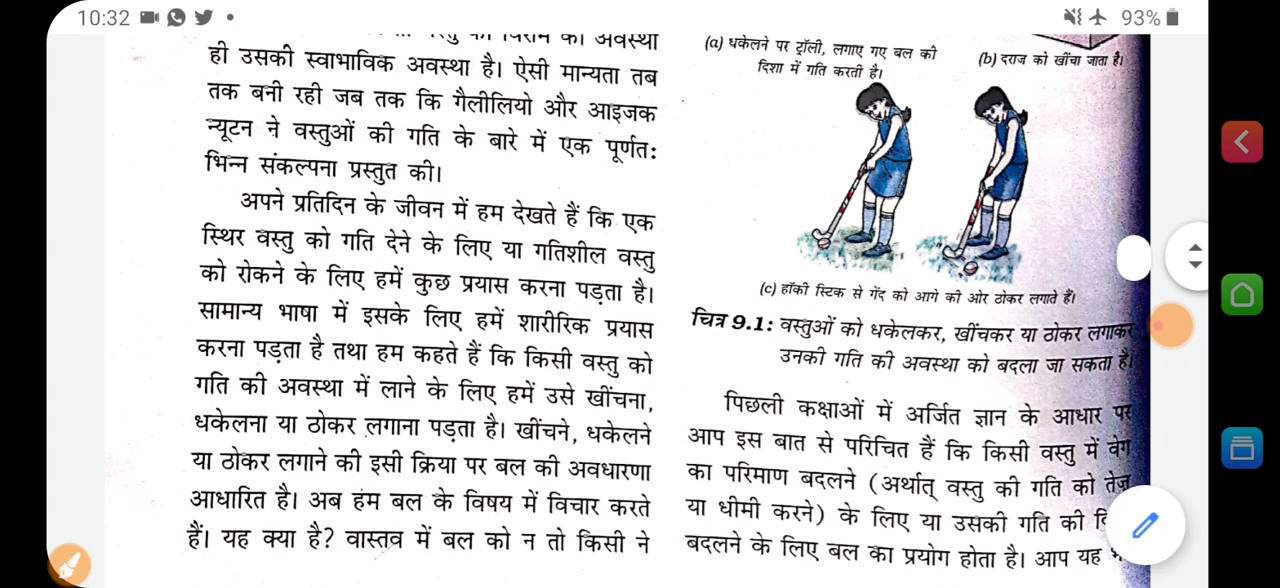 10:32
93%
ही उसकी स्वाभाविक अवस्था है। ऐसी मान्यता तब
तक बनी रही जब तक कि गैलीलियो और आइजक
न्यूटन ने वस्तुओं की गति के बारे में एक पूर्णत:
भिन्न संकल्पना प्रस्तुत की।
अपने प्रतिदिन के जीवन में हम देखते हैं कि एक
स्थिर वस्तु को गति देने के लिए या गतिशील वस्तु
को रोकने के लिए हमें कुछ प्रयास करना पड़ता है।
सामान्य भाषा में इसके लिए हमें शारीरिक प्रयास
करना पड़ता है तथा हम कहते हैं कि किसी वस्तु को
गति की अवस्था में लाने के लिए हमें उसे खींचना,
धकेलना या ठोकर लगाना पड़ता है। खींचने, धकेलने
या ठोकर लगाने की इसी क्रिया पर बल की अवधारणा
आधारित है। अब हम बल के विषय में विचार करते
हैं। यह क्या है? वास्तव में बल को न तो किसी ने
(a) धकेलने पर ट्रॉली, लगाए गए बल की
दिशा में गति करती है।
(b) दराज को खींचा जाता है।
(c) हॉकी स्टिक से गेंद को आगे की ओर ठोकर लगाते हैं।
चित्र 9.1: वस्तुओं को धकेलकर, खींचकर या ठोकर लगाकर
उनकी गति की अवस्था को बदला जा सकता है।
पिछली कक्षाओं में अर्जित ज्ञान के आधार पर
आप इस बात से परिचित हैं कि किसी वस्तु में वेग
का परिमाण बदलने (अर्थात् वस्तु की गति को तेज़
या धीमी करने) के लिए या उसकी गति की
बदलने के लिए बल का प्रयोग होता है। आप यह